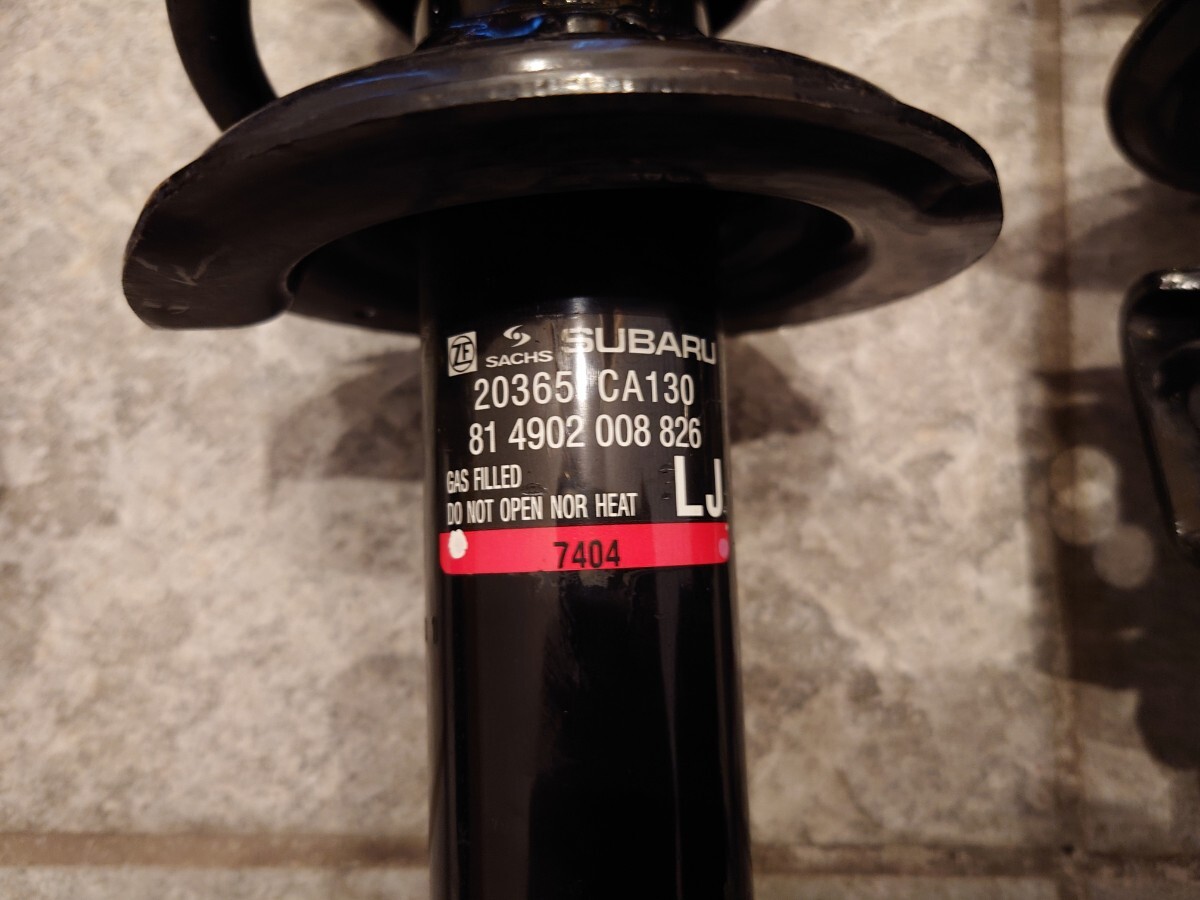 ZF SACHS SUBARU
20365 CA130
81 4902 008 826
GAS FILLED
DO NOT OPEN NOR HEAT LJ
7404